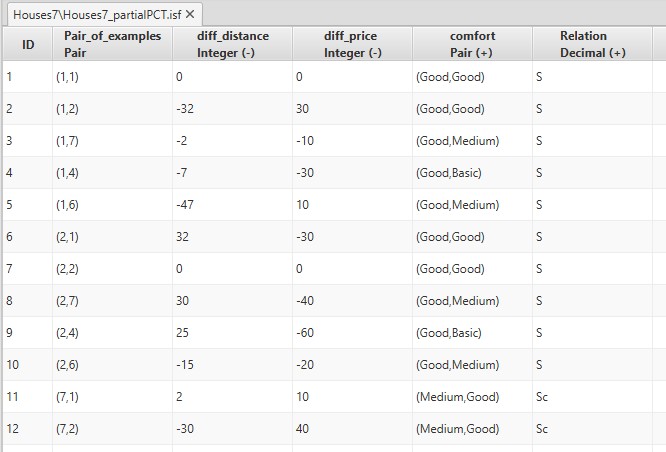 Houses7\Houses7_partialPCT.isf ✕
ID Pair_of_examples Pair diff_distance Integer (-) diff_price Integer (-) comfort Pair (+) Relation Decimal (+)
1 (1,1) 0 0 (Good,Good) S
2 (1,2) -32 30 (Good,Good) S
3 (1,7) -2 -10 (Good,Medium) S
4 (1,4) -7 -30 (Good,Basic) S
5 (1,6) -47 10 (Good,Medium) S
6 (2,1) 32 -30 (Good,Good) S
7 (2,2) 0 0 (Good,Good) S
8 (2,7) 30 -40 (Good,Medium) S
9 (2,4) 25 -60 (Good,Basic) S
10 (2,6) -15 -20 (Good,Medium) S
11 (7,1) 2 10 (Medium,Good) Sc
12 (7,2) -30 40 (Medium,Good) Sc